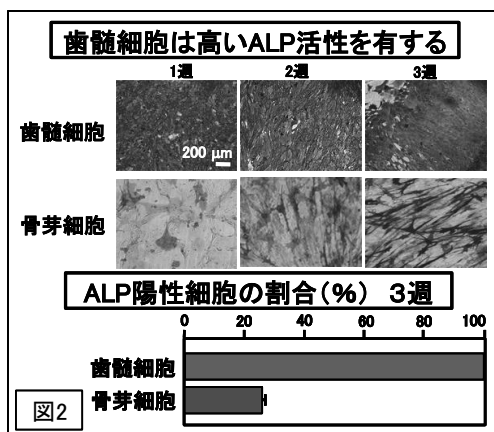 歯髄細胞は高いALP活性を有する
1週 2週 3週
歯髄細胞
200 μm
骨芽細胞
ALP陽性細胞の割合(%) 3週
0 20 40 60 80 100
歯髄細胞
骨芽細胞
図2